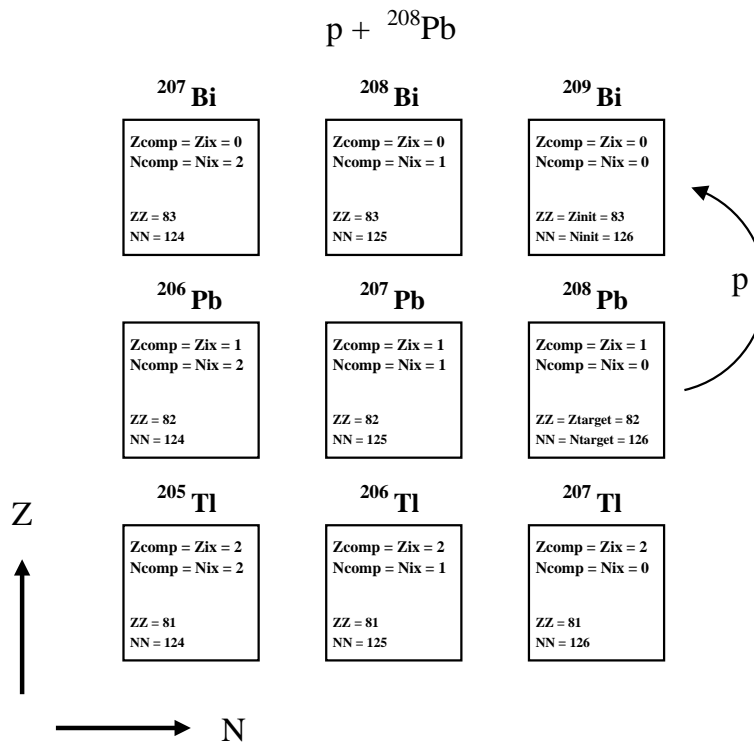 p + ²⁰⁸Pb
²⁰⁷Bi
Zcomp = Zix = 0
Ncomp = Nix = 2
ZZ = 83
NN = 124
²⁰⁸Bi
Zcomp = Zix = 0
Ncomp = Nix = 1
ZZ = 83
NN = 125
²⁰⁹Bi
Zcomp = Zix = 0
Ncomp = Nix = 0
ZZ = Zinit = 83
NN = Ninit = 126
p
²⁰⁶Pb
Zcomp = Zix = 1
Ncomp = Nix = 2
ZZ = 82
NN = 124
²⁰⁷Pb
Zcomp = Zix = 1
Ncomp = Nix = 1
ZZ = 82
NN = 125
²⁰⁸Pb
Zcomp = Zix = 1
Ncomp = Nix = 0
ZZ = Ztarget = 82
NN = Ntarget = 126
²⁰⁵Tl
Zcomp = Zix = 2
Ncomp = Nix = 2
ZZ = 81
NN = 124
²⁰⁶Tl
Zcomp = Zix = 2
Ncomp = Nix = 1
ZZ = 81
NN = 125
²⁰⁷Tl
Zcomp = Zix = 2
Ncomp = Nix = 0
ZZ = 81
NN = 126
Z
N